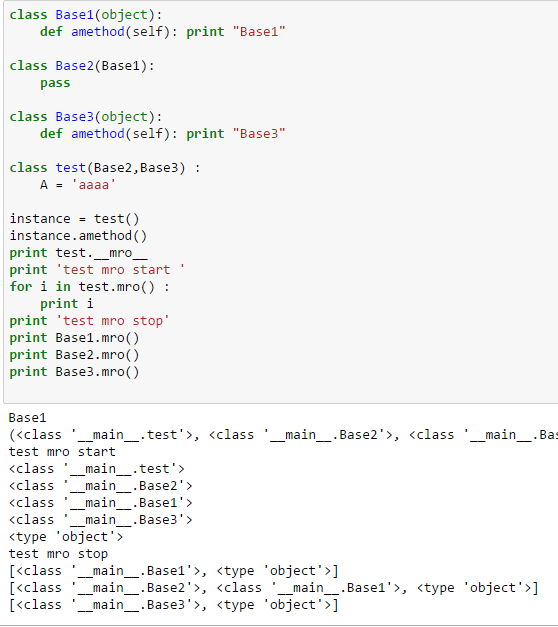 class Base1(object):
    def amethod(self): print "Base1"

class Base2(Base1):
    pass

class Base3(object):
    def amethod(self): print "Base3"

class test(Base2,Base3) :
    A = 'aaaa'

instance = test()
instance.amethod()
print test.__mro__
print 'test mro start '
for i in test.mro() :
    print i
print 'test mro stop'
print Base1.mro()
print Base2.mro()
print Base3.mro()

Base1
(<class '__main__.test'>, <class '__main__.Base2'>, <class '__main__.Bas
test mro start
<class '__main__.test'>
<class '__main__.Base2'>
<class '__main__.Base1'>
<class '__main__.Base3'>
<type 'object'>
test mro stop
[<class '__main__.Base1'>, <type 'object'>]
[<class '__main__.Base2'>, <class '__main__.Base1'>, <type 'object'>]
[<class '__main__.Base3'>, <type 'object'>]